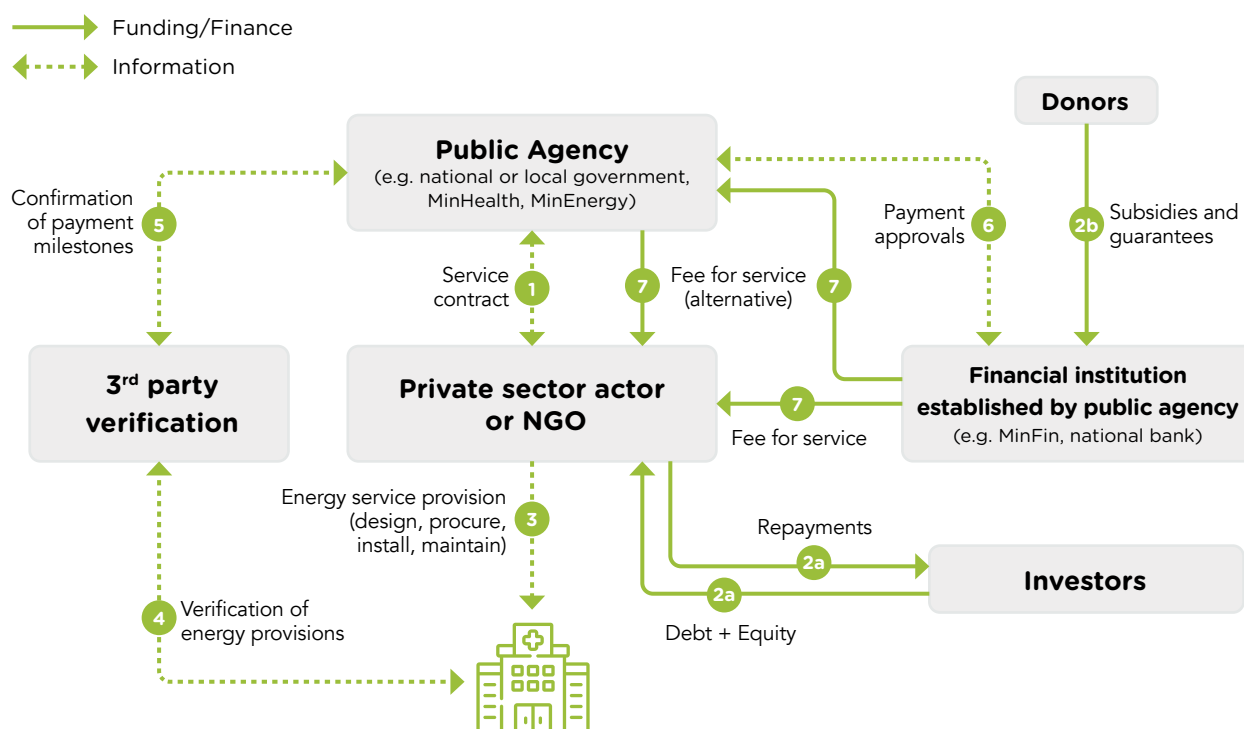 Funding/Finance
Information
Donors
Public Agency
(e.g. national or local government,
MinHealth, MinEnergy)
Confirmation
of payment
milestones
5
Service
contract
1
7
Fee for service
(alternative)
7
Payment
approvals
6
2b
Subsidies and
guarantees
3rd party
verification
Private sector actor
or NGO
7
Fee for service
Financial institution
established by public agency
(e.g. MinFin, national bank)
Energy service provision
(design, procure,
install, maintain)
3
Repayments
2a
2a
Debt + Equity
Investors
4
Verification of
energy provisions